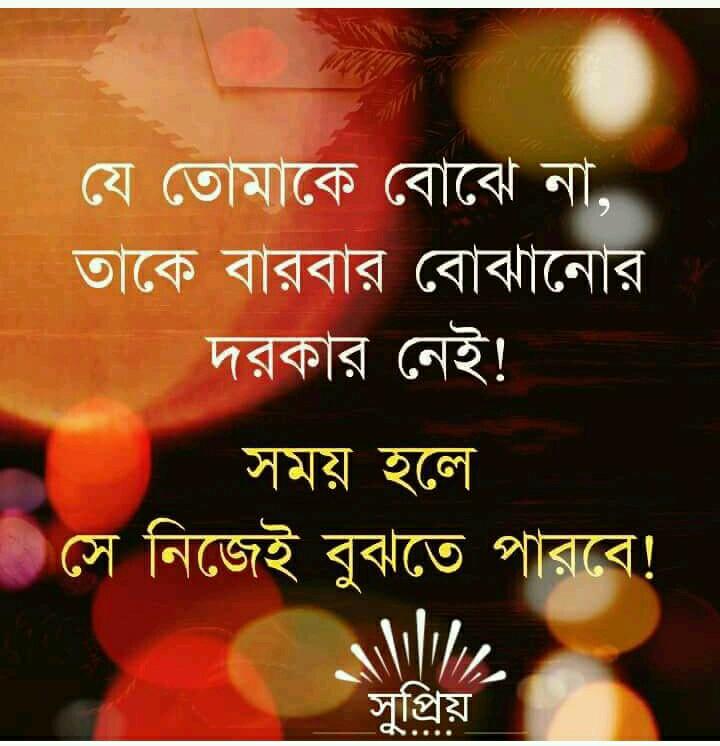 যে তোমাকে বোঝে না,
তাকে বারবার বোঝানোর
দরকার নেই!
সময় হলে
সে নিজেই বুঝতে পারবে!
সুপ্রিয়